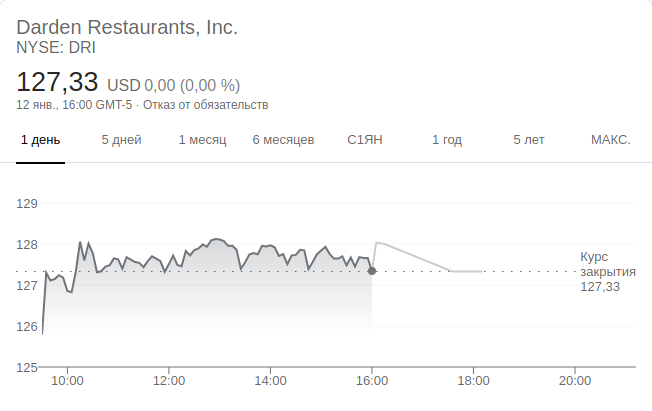 Darden Restaurants, Inc.
NYSE: DRI
127,33 USD 0,00 (0,00 %)
12 янв., 16:00 GMT-5 · Отказ от обязательств
1 день 5 дней 1 месяц 6 месяцев С1ЯН 1 год 5 лет МАКС.
129
128
127
126
125
Курс
закрытия
127,33
10:00 12:00 14:00 16:00 18:00 20:00